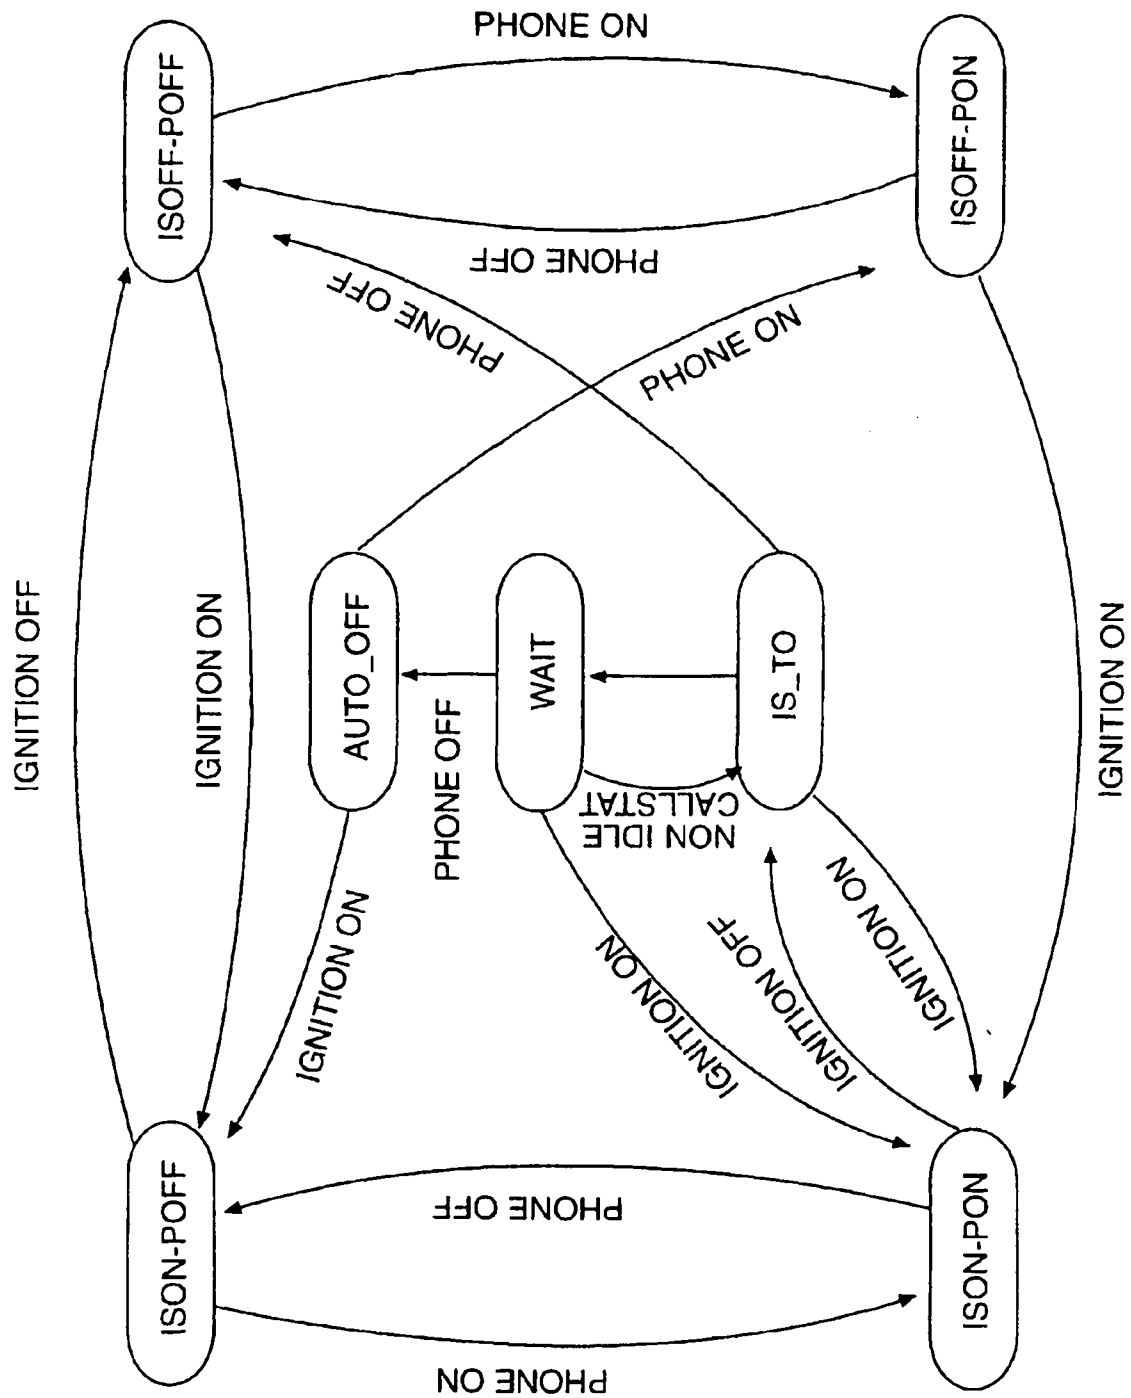 PHONE ON
ISOFF-POFF
ISOFF-PON
PHONE OFF
PHONE OFF
PHONE ON
IGNITION OFF
IGNITION ON
AUTO_OFF
WAIT
IS_TO
IGNITION ON
PHONE OFF
NON IDLE
CALLSTAT
IGNITION ON
IGNITION ON
IGNITION OFF
IGNITION ON
ISON-POFF
PHONE OFF
ISON-PON
PHONE ON